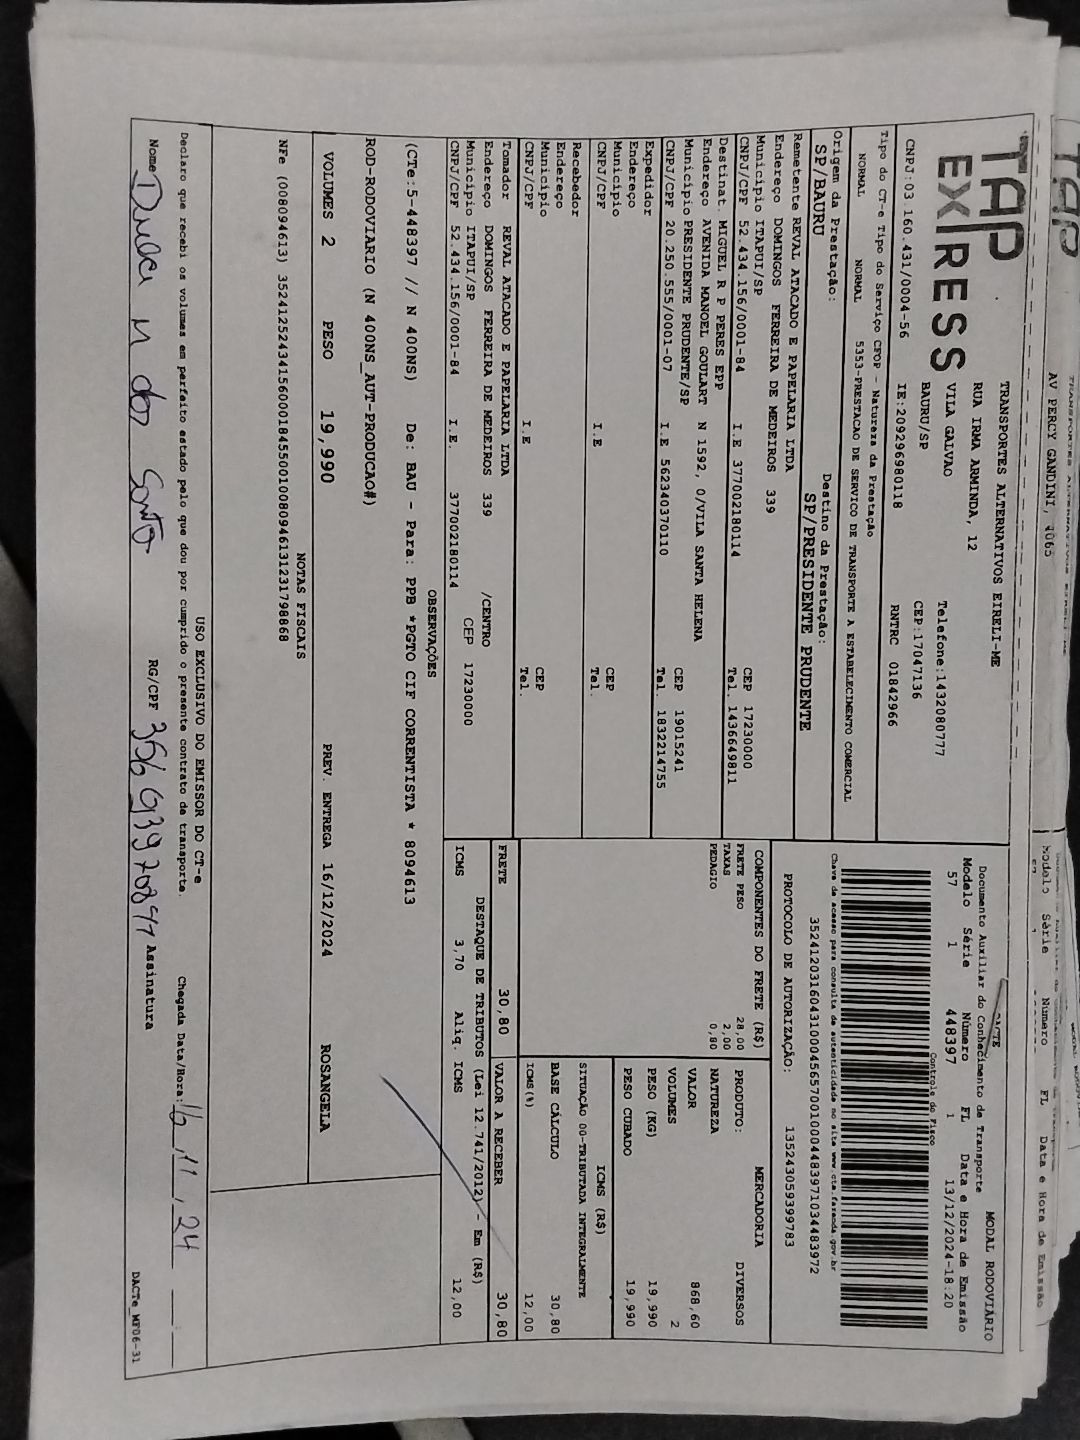 TAP
EXPRESS
TRANSPORTES ALTERNATIVOS EIRELI-ME
RUA IRMA ARMINDA, 12
VILA GALVAO
BAURU/SP
Telefone:1432080777
CEP:17047136
CNPJ:03.160.431/0004-56
IE:209296980118
RNTRC 01842966
DACTE
MODAL RODOVIÁRIO
Documento Auxiliar do Conhecimento de Transporte
Modelo Série Número FL Data e Hora de Emissão
57 1 448397 1 13/12/2024-18:20
Controle do Fisco
Chave de acesso para consulta de autenticidade no site www.cte.fazenda.gov.br
35241203160431000456570010004483971034483972
PROTOCOLO DE AUTORIZAÇÃO: 135243059399783
Tipo do CT-e Tipo do Serviço CFOP - Natureza da Prestação
NORMAL NORMAL 5353-PRESTACAO DE SERVICO DE TRANSPORTE A ESTABELECIMENTO COMERCIAL
Origem da Prestação: Destino da Prestação:
SP/BAURU SP/PRESIDENTE PRUDENTE
Remetente REVAL ATACADO E PAPELARIA LTDA
Endereço DOMINGOS FERREIRA DE MEDEIROS 339
Município ITAPUI/SP CEP 17230000
CNPJ/CPF 52.434.156/0001-84 I.E 377002180114 Tel. 1436649811
Destinat. MIGUEL R P PERES EPP
Endereço AVENIDA MANOEL GOULART N 1592, 0/VILA SANTA HELENA
Município PRESIDENTE PRUDENTE/SP CEP 19015241
CNPJ/CPF 20.250.555/0001-07 I.E 562340370110 Tel. 1832214755
Expedidor
Endereço
Município CEP
CNPJ/CPF I.E Tel.
Recebedor
Endereço
Município CEP
CNPJ/CPF I.E Tel.
Tomador REVAL ATACADO E PAPELARIA LTDA
Endereço DOMINGOS FERREIRA DE MEDEIROS 339 /CENTRO
Município ITAPUI/SP CEP 17230000
CNPJ/CPF 52.434.156/0001-84 I.E. 377002180114
COMPONENTES DO FRETE (R$)
FRETE PESO 28,00
TAXAS 2,00
PEDAGIO 0,80
MERCADORIA
PRODUTO: DIVERSOS
NATUREZA
VALOR 868,60
VOLUMES 2
PESO (KG) 19,990
PESO CUBADO 19,990
ICMS (R$)
SITUAÇÃO 00-TRIBUTADA INTEGRALMENTE
BASE CÁLCULO 30,80
ICMS(%) 12,00
FRETE 30,80 VALOR A RECEBER 30,80
DESTAQUE DE TRIBUTOS (Lei 12.741/2012) - Em (R$)
ICMS 3,70 Aliq. ICMS 12,00
OBSERVAÇÕES
(CTe:5-448397 // N 400NS) De: BAU - Para: PPB *PGTO CIF CORRENTISTA * 8094613
ROD-RODOVIARIO (N 400NS_AUT-PRODUCAO#)
VOLUMES 2 PESO 19,990 PREV. ENTREGA 16/12/2024 ROSANGELA
NOTAS FISCAIS
NFe (008094613) 35241252434156000184550010080946131231798868
USO EXCLUSIVO DO EMISSOR DO CT-e
Declaro que recebi os volumes em perfeito estado pelo que dou por cumprido o presente contrato de transporte. Chegada Data/Hora: 16 11 24
Nome RG/CPF Assinatura
DACTe_MF06-31
AV PERCY GANDINI, 1065
Modelo Série Número FL Data e Hora de Emissão